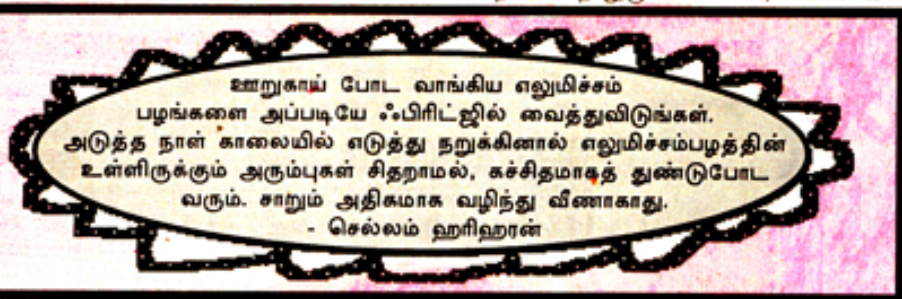 ஊறுகாய் போட வாங்கிய எலுமிச்சம்
பழங்களை அப்படியே ஃபிரிட்ஜில் வைத்துவிடுங்கள்.
அடுத்த நாள் காலையில் எடுத்து நறுக்கினால் எலுமிச்சம்பழத்தின்
உள்ளிருக்கும் அரும்புகள் சிதறாமல், கச்சிதமாகத் துண்டுபோட
வரும். சாறும் அதிகமாக வழிந்து வீணாகாது.
- செல்லம் ஹரிஹரன்